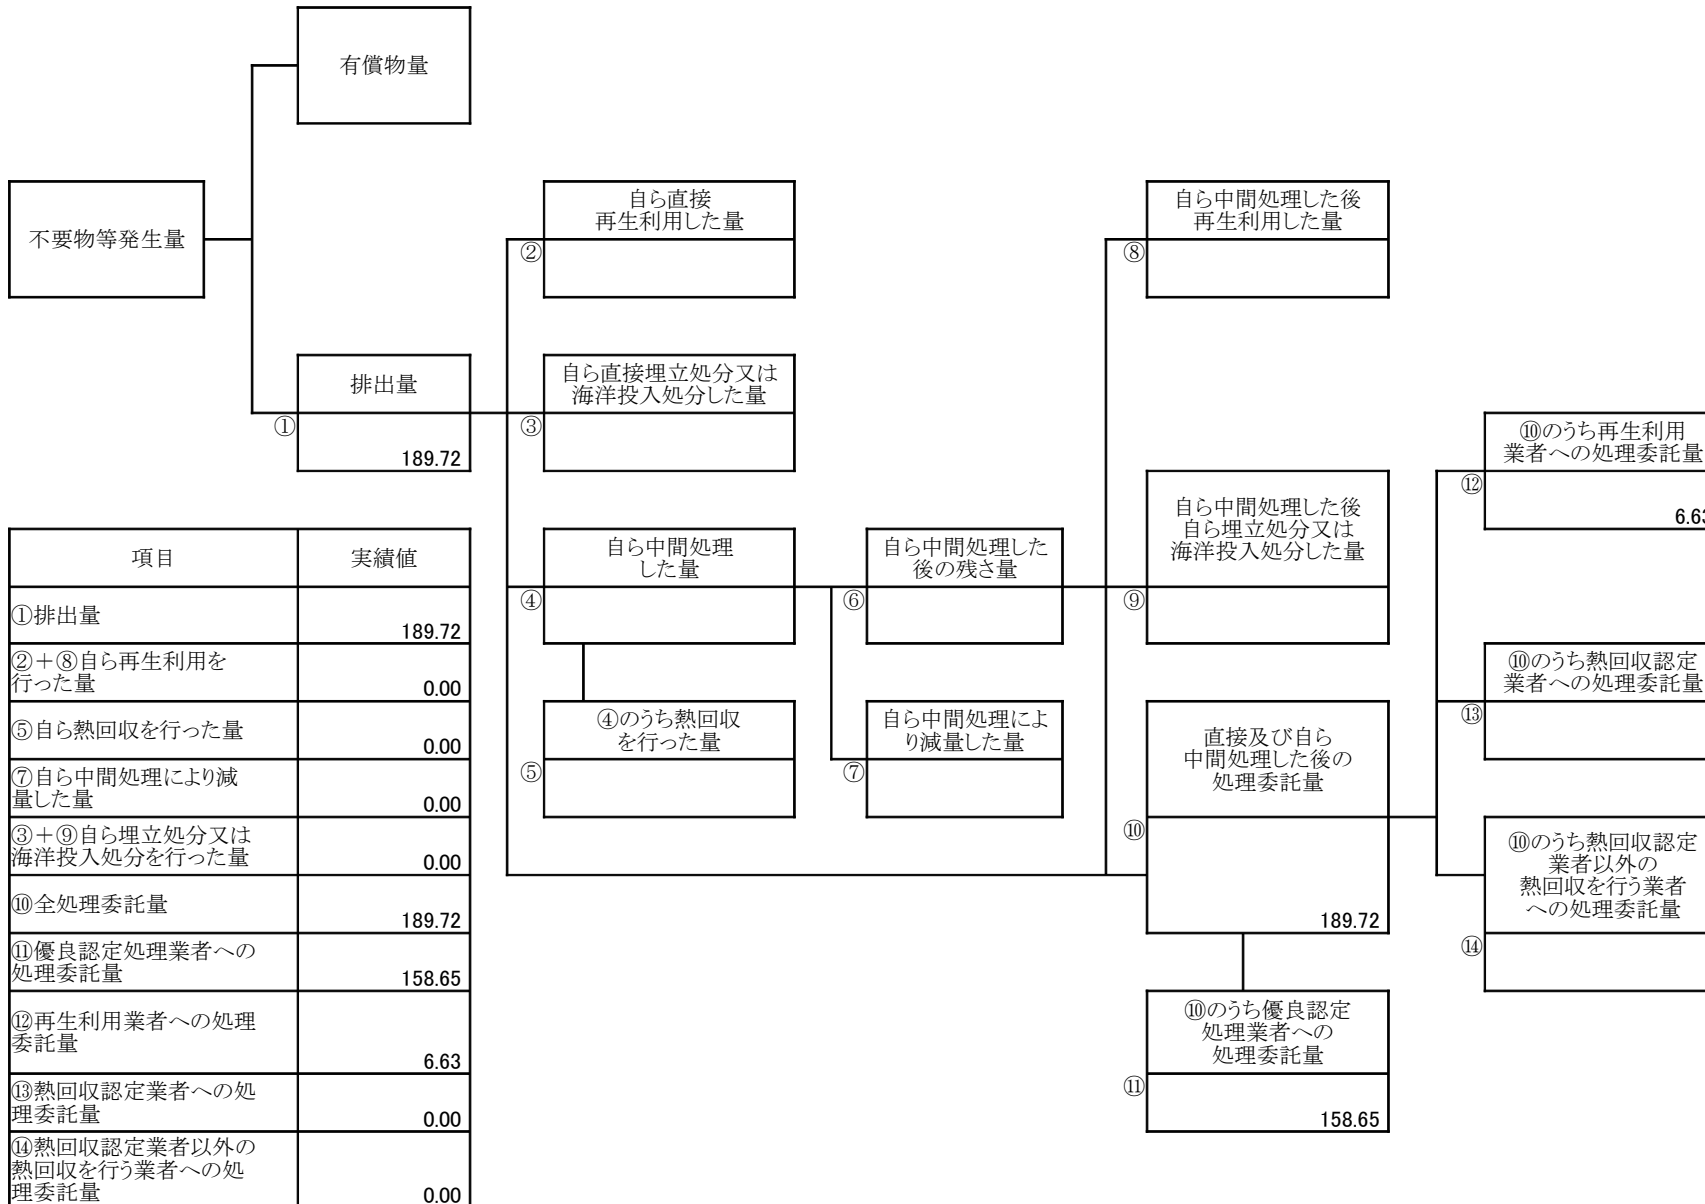 有償物量
不要物等発生量
自ら直接
再生利用した量
②
自ら中間処理した後
再生利用した量
⑧
排出量
①
189.72
自ら直接埋立処分又は
海洋投入処分した量
③
⑩のうち再生利用
業者への処理委託量
⑫
6.63
自ら中間処理
した量
④
自ら中間処理した
後の残さ量
⑥
自ら中間処理した後
自ら埋立処分又は
海洋投入処分した量
⑨
⑩のうち熱回収認定
業者への処理委託量
⑬
④のうち熱回収
を行った量
⑤
自ら中間処理によ
り減量した量
⑦
直接及び自ら
中間処理した後の
処理委託量
⑩
189.72
⑩のうち熱回収認定
業者以外の
熱回収を行う業者
への処理委託量
⑭
⑩のうち優良認定
処理業者への
処理委託量
⑪
158.65
項目 実績値
①排出量
189.72
②+⑧自ら再生利用を
行った量
0.00
⑤自ら熱回収を行った量
0.00
⑦自ら中間処理により減
量した量
0.00
③+⑨自ら埋立処分又は
海洋投入処分を行った量
0.00
⑩全処理委託量
189.72
⑪優良認定処理業者への
処理委託量
158.65
⑫再生利用業者への処理
委託量
6.63
⑬熱回収認定業者への処
理委託量
0.00
⑭熱回収認定業者以外の
熱回収を行う業者への処
理委託量
0.00